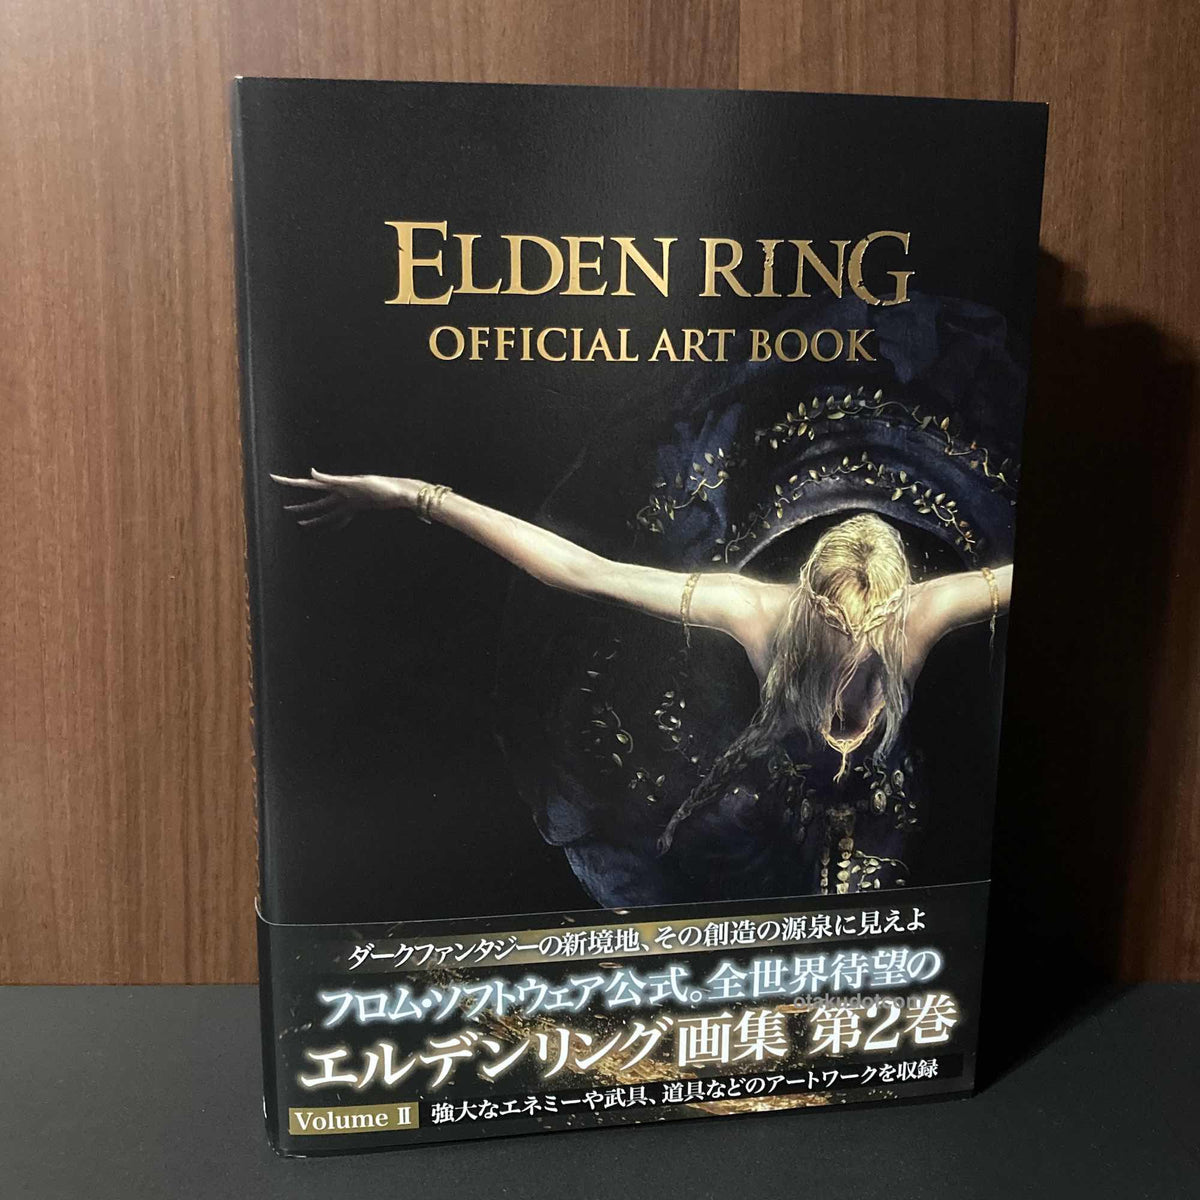 ELDEN RING
OFFICIAL ART BOOK
ダークファンタジーの新境地、その創造の源泉に見えよ
フロム・ソフトウェア公式。全世界待望の
otakudotcom
エルデンリング画集 第2巻
Volume Ⅱ 強大なエネミーや武具、道具などのアートワークを収録